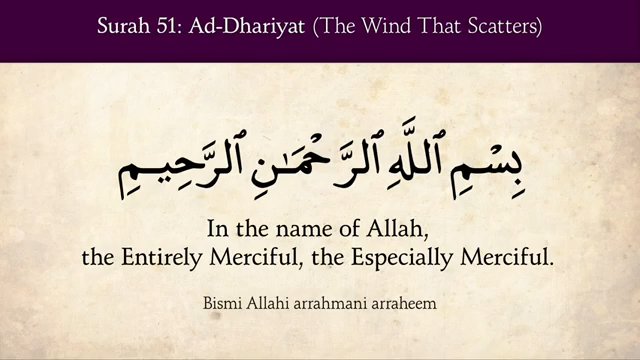 Surah 51: Ad-Dhariyat (The Wind That Scatters)
بِسْمِ ٱللَّهِ ٱلرَّحْمَـٰنِ ٱلرَّحِيمِ
In the name of Allah,
the Entirely Merciful, the Especially Merciful.
Bismi Allahi arrahmani arraheem